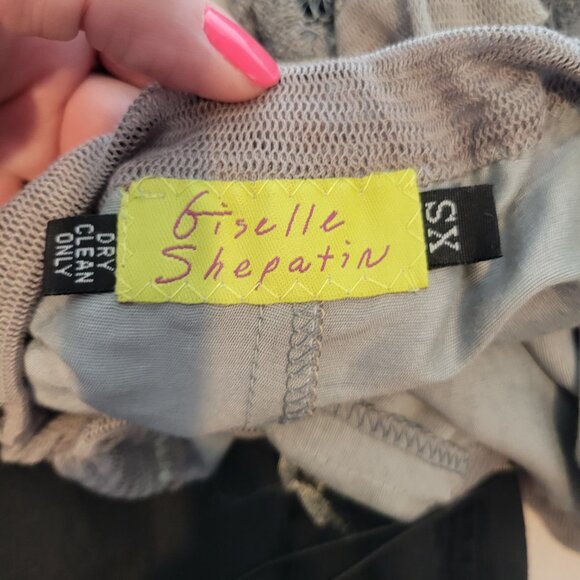 Giselle
Shepatin
DRY
CLEAN
ONLY
XS